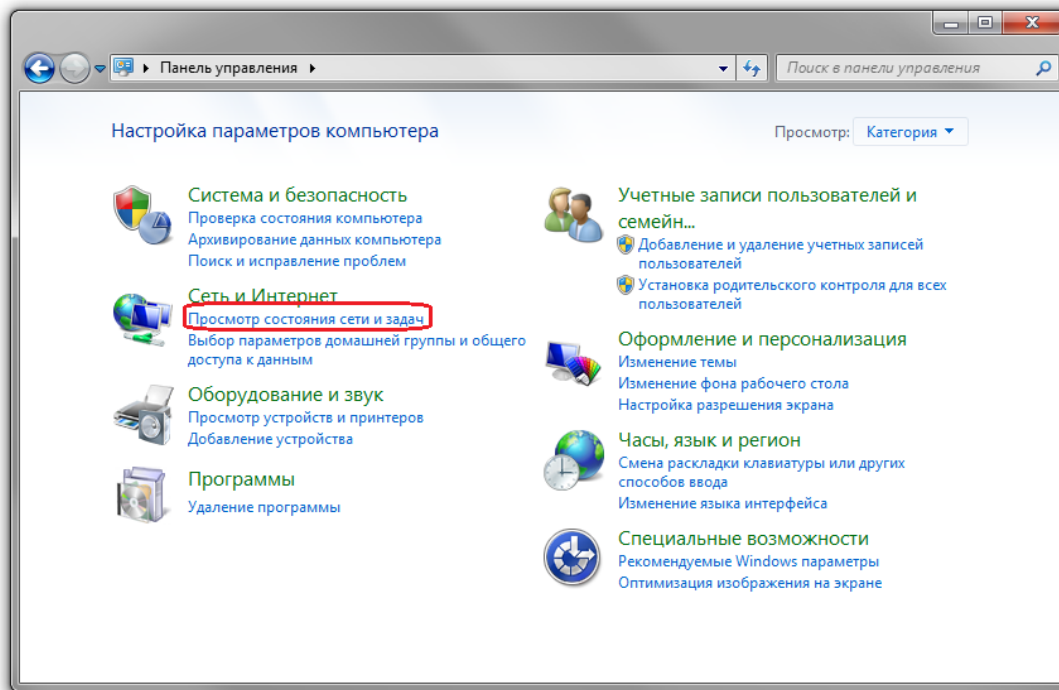 Панель управления
Поиск в панели управления
Настройка параметров компьютера
Просмотр: Категория
Система и безопасность
Проверка состояния компьютера
Архивирование данных компьютера
Поиск и исправление проблем
Сеть и Интернет
Просмотр состояния сети и задач
Выбор параметров домашней группы и общего
доступа к данным
Оборудование и звук
Просмотр устройств и принтеров
Добавление устройства
Программы
Удаление программы
Учетные записи пользователей и
семейн...
Добавление и удаление учетных записей
пользователей
Установка родительского контроля для всех
пользователей
Оформление и персонализация
Изменение темы
Изменение фона рабочего стола
Настройка разрешения экрана
Часы, язык и регион
Смена раскладки клавиатуры или других
способов ввода
Изменение языка интерфейса
Специальные возможности
Рекомендуемые Windows параметры
Оптимизация изображения на экране